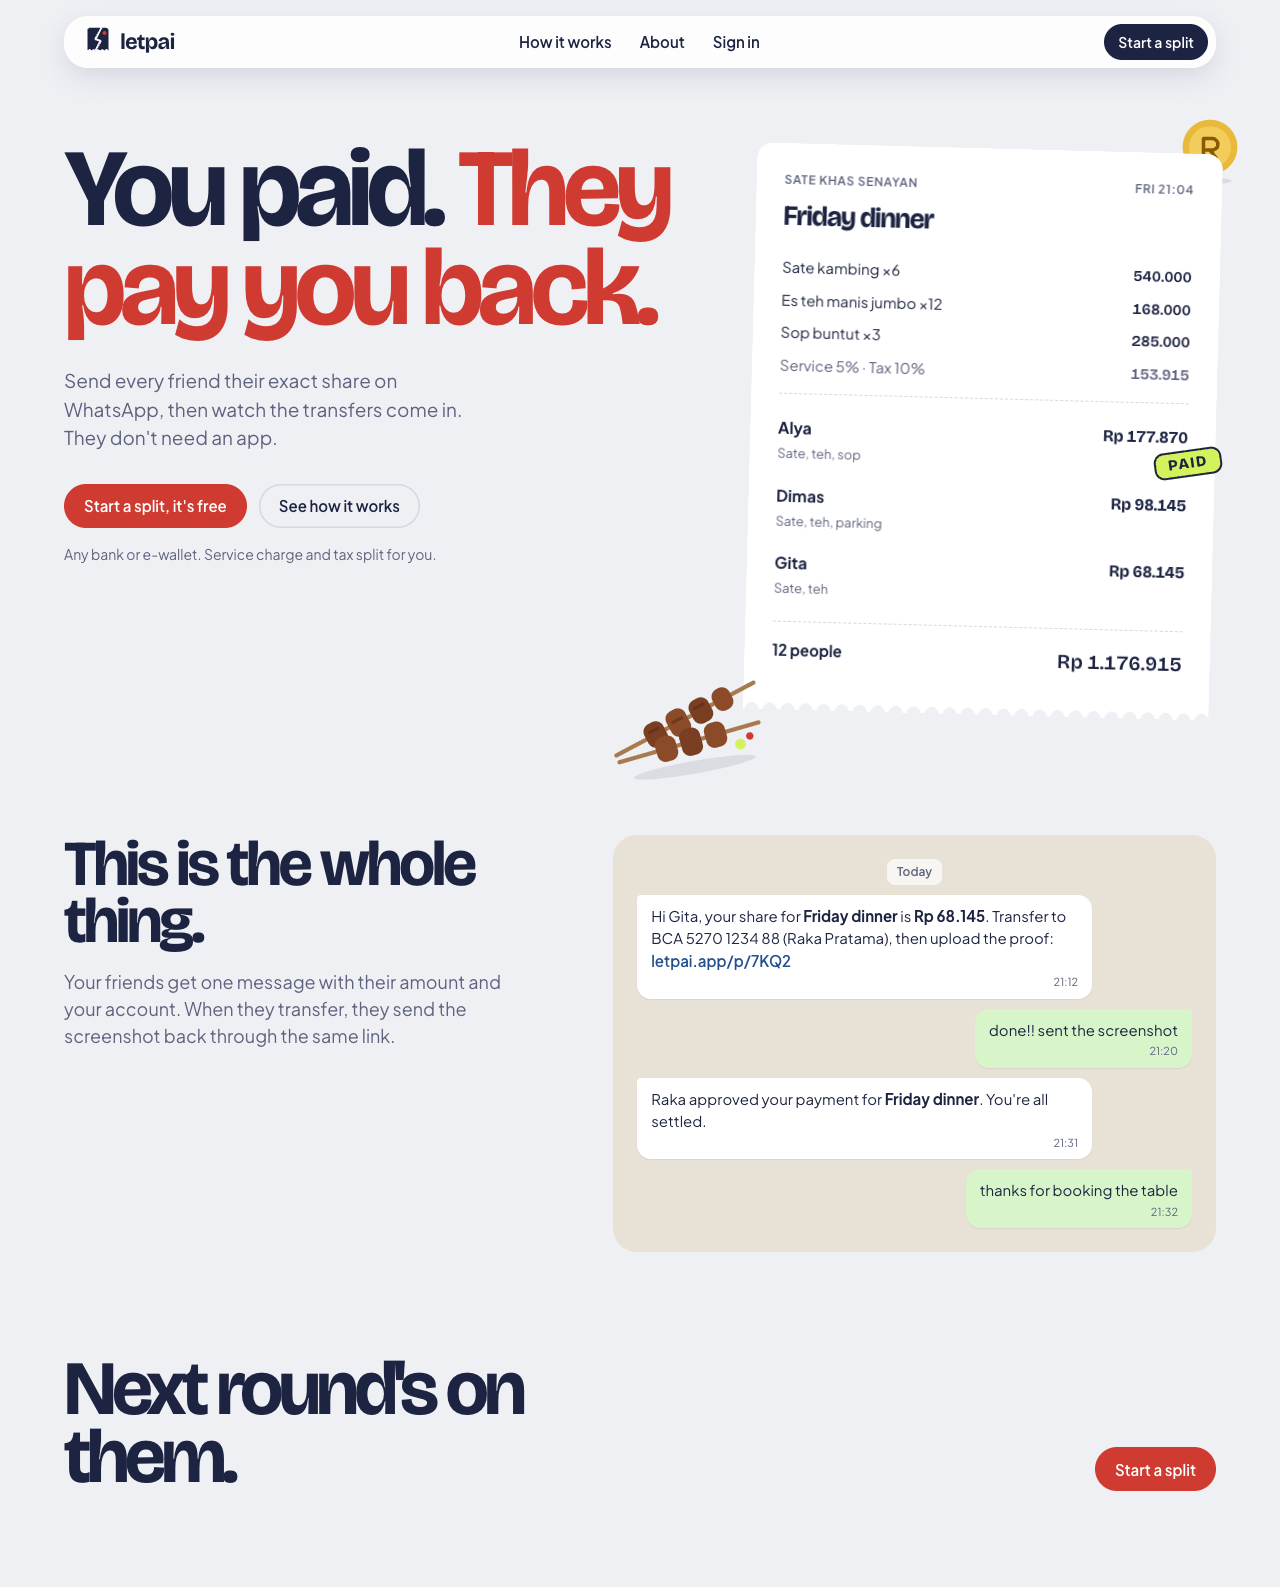 letpai
How it works
About
Sign in
Start a split
You paid. They
pay you back.
Send every friend their exact share on
WhatsApp, then watch the transfers come in.
They don't need an app.
Start a split, it's free
See how it works
Any bank or e-wallet. Service charge and tax split for you.
R
SATE KHAS SENAYAN
FRI 21:04
Friday dinner
Sate kambing ×6 540.000
Es teh manis jumbo ×12 168.000
Sop buntut ×3 285.000
Service 5% · Tax 10% 153.915
Alya Rp 177.870
Sate, teh, sop
PAID
Dimas Rp 98.145
Sate, teh, parking
Gita Rp 68.145
Sate, teh
12 people Rp 1.176.915
This is the whole
thing.
Your friends get one message with their amount and
your account. When they transfer, they send the
screenshot back through the same link.
Today
Hi Gita, your share for Friday dinner is Rp 68.145. Transfer to
BCA 5270 1234 88 (Raka Pratama), then upload the proof:
letpai.app/p/7KQ2
21:12
done!! sent the screenshot
21:20
Raka approved your payment for Friday dinner. You're all
settled.
21:31
thanks for booking the table
21:32
Next round's on
them.
Start a split